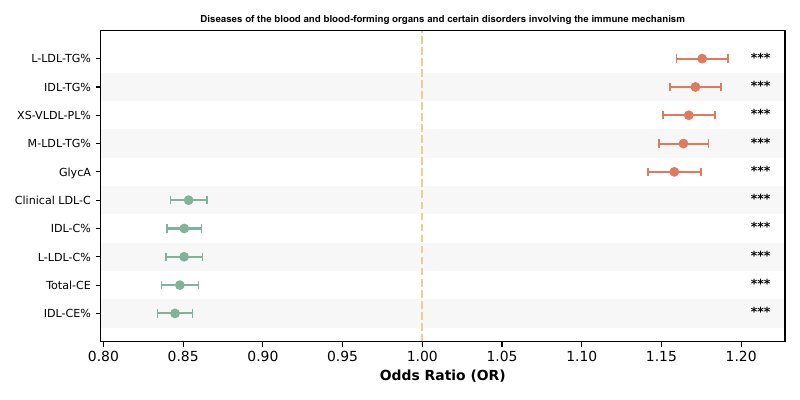 Diseases of the blood and blood-forming organs and certain disorders involving the immune mechanism
L-LDL-TG% ***
IDL-TG% ***
XS-VLDL-PL% ***
M-LDL-TG% ***
GlycA ***
Clinical LDL-C ***
IDL-C% ***
L-LDL-C% ***
Total-CE ***
IDL-CE% ***
0.80 0.85 0.90 0.95 1.00 1.05 1.10 1.15 1.20
Odds Ratio (OR)